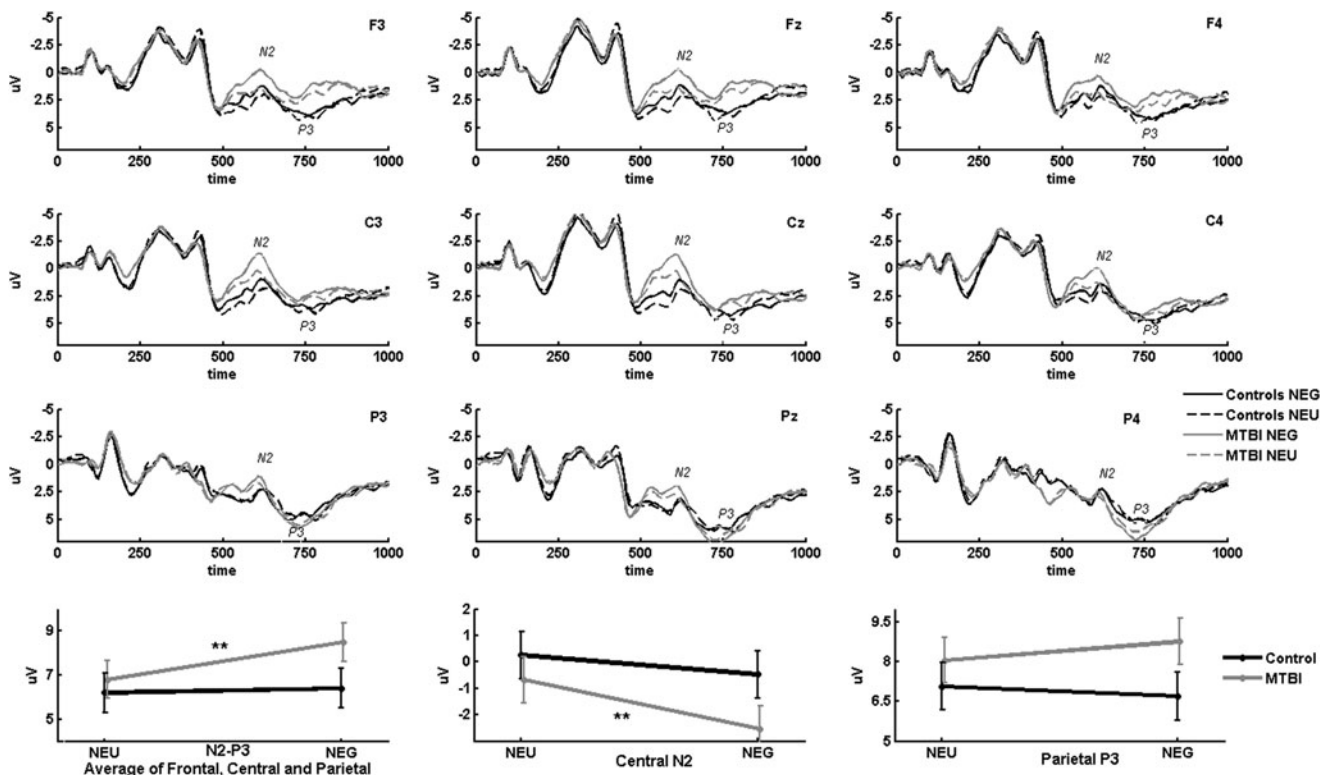 -5 F3 -5 Fz -5 F4
-2.5 N2 -2.5 N2 -2.5 N2
uV 0 uV 0 uV 0
2.5 2.5 2.5
5 P3 5 P3 5 P3
0 250 500 750 1000 0 250 500 750 1000 0 250 500 750 1000
time time time
-5 C3 -5 Cz -5 C4
-2.5 N2 -2.5 N2 -2.5 N2
uV 0 uV 0 uV 0
2.5 2.5 2.5
5 P3 5 P3 5 P3
0 250 500 750 1000 0 250 500 750 1000 0 250 500 750 1000
time time time
-5 P3 -5 Pz -5 P4
-2.5 N2 -2.5 N2 -2.5 N2
uV 0 uV 0 uV 0
2.5 2.5 2.5
5 P3 5 P3 5 P3
0 250 500 750 1000 0 250 500 750 1000 0 250 500 750 1000
time time time
Controls NEG
Controls NEU
MTBI NEG
MTBI NEU
9
7
5
uV
**
NEU NEG
N2-P3
Average of Frontal, Central and Parietal
2
1
0
-1
-2
uV
**
NEU NEG
Central N2
9.5
8
6.5
5
uV
NEU NEG
Parietal P3
Control
MTBI